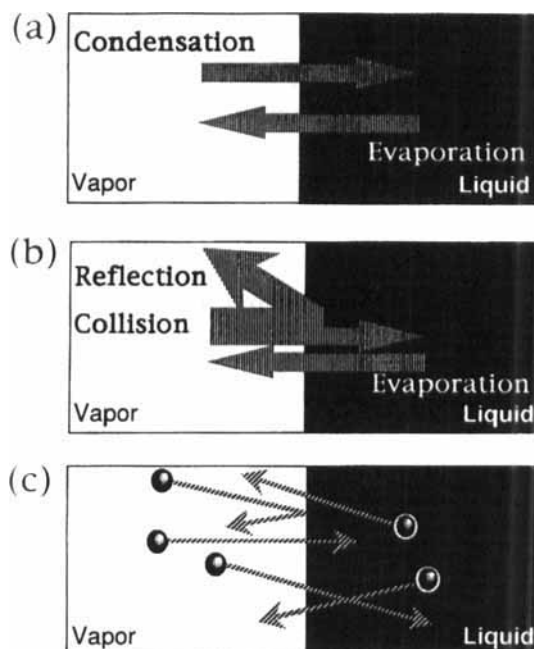 (a)
Condensation
Evaporation
Vapor
Liquid
(b)
Reflection
Collision
Evaporation
Vapor
Liquid
(c)
Vapor
Liquid